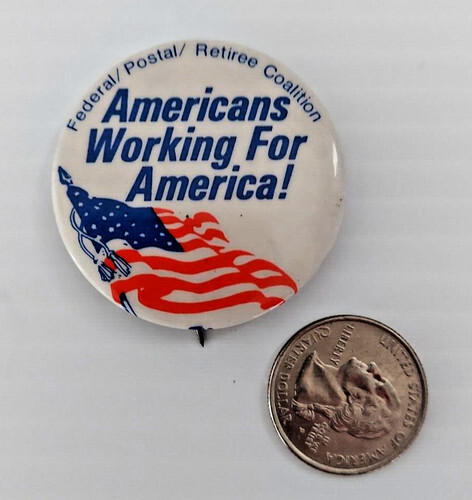 Federal/Postal/ Retiree Coalition
Americans
Working For
America!
UNITED STATES OF AMERICA
LIBERTY
QUARTER DOLLAR